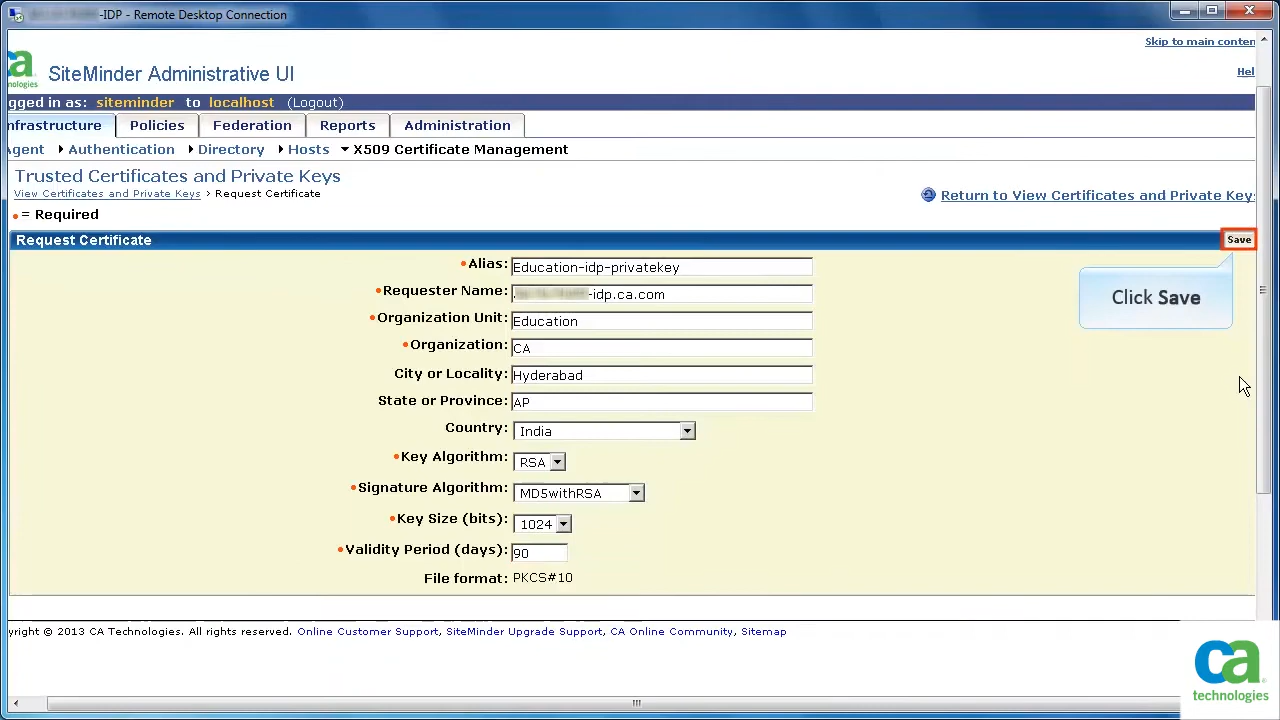 -IDP - Remote Desktop Connection
Skip to main conten
ca
technologies
SiteMinder Administrative UI
Hel
gged in as: siteminder to localhost (Logout)
nfrastructure Policies Federation Reports Administration
Agent Authentication Directory Hosts X509 Certificate Management
Trusted Certificates and Private Keys
View Certificates and Private Keys > Request Certificate
Return to View Certificates and Private Key
= Required
Request Certificate
Save
Alias: Education-idp-privatekey
Requester Name: -idp.ca.com
Click Save
Organization Unit: Education
Organization: CA
City or Locality: Hyderabad
State or Province: AP
Country: India
Key Algorithm: RSA
Signature Algorithm: MD5withRSA
Key Size (bits): 1024
Validity Period (days): 90
File format: PKCS#10
yright © 2013 CA Technologies. All rights reserved. Online Customer Support, SiteMinder Upgrade Support, CA Online Community, Sitemap
ca
technologies